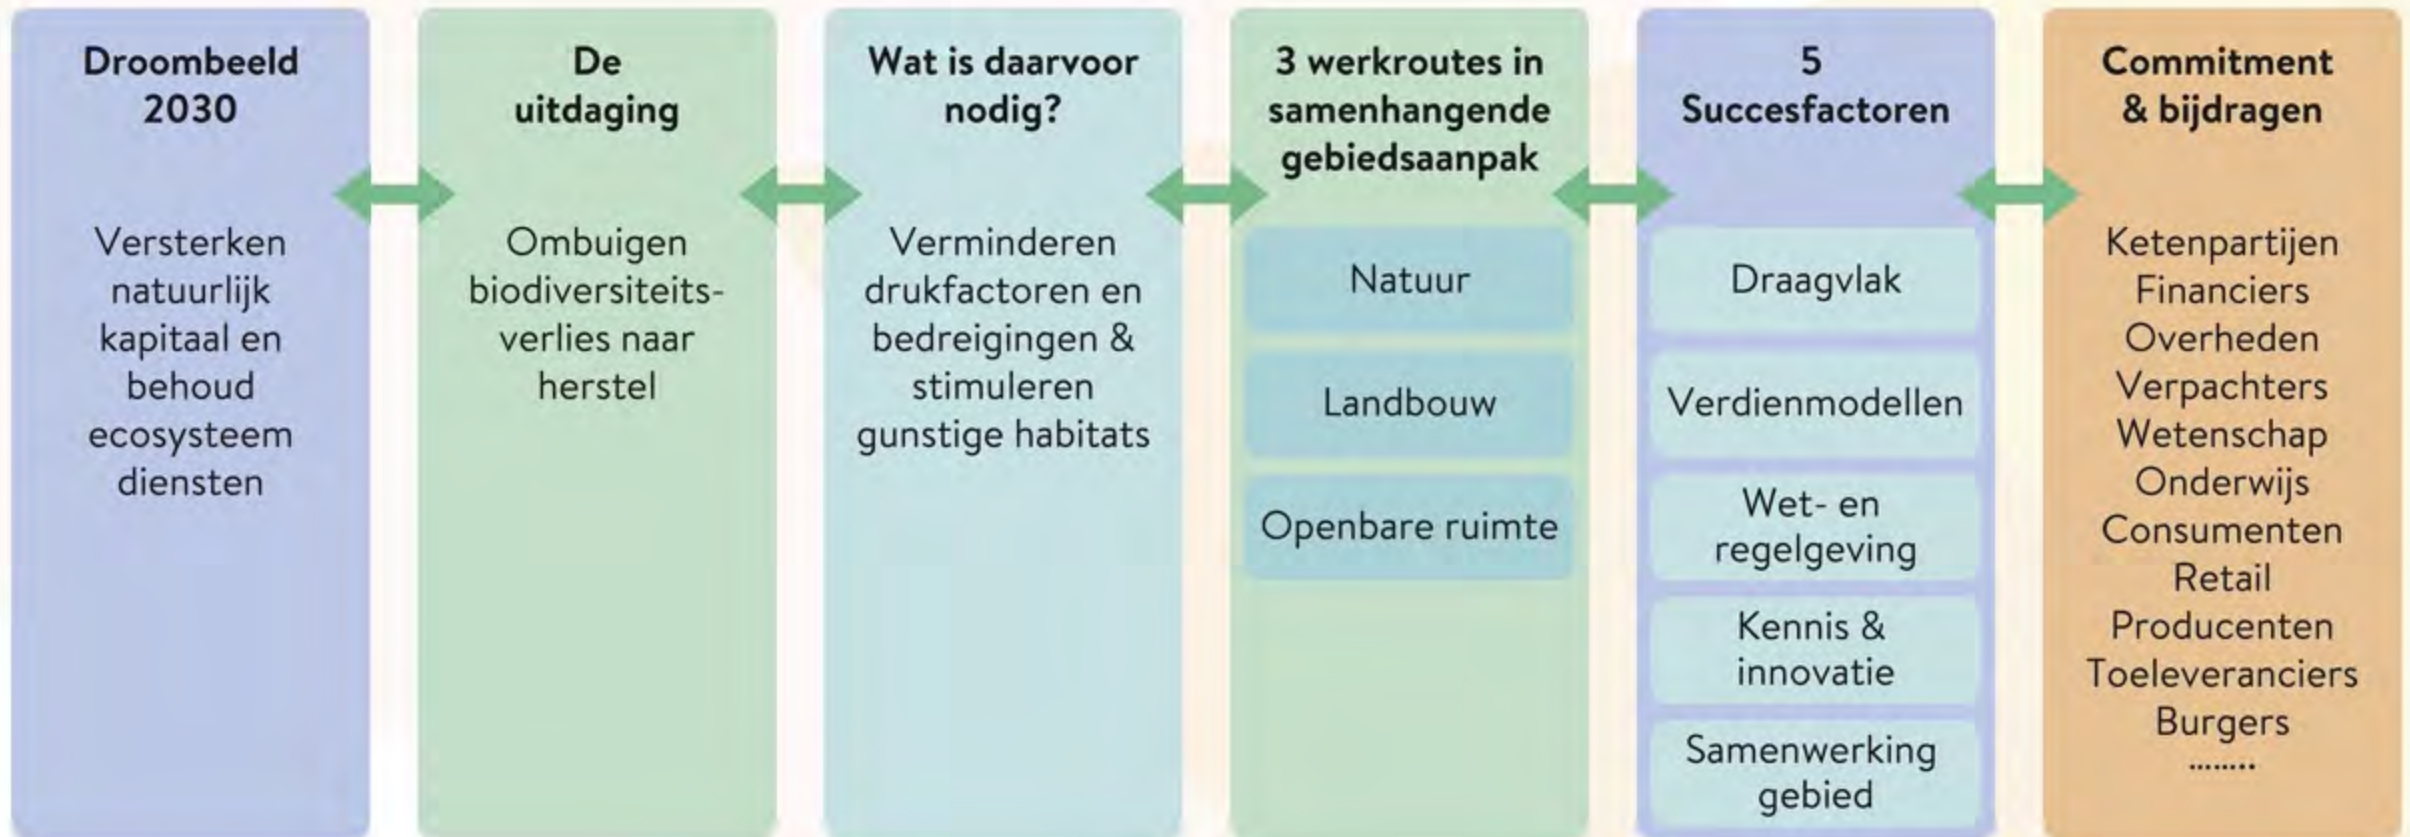 Droombeeld
2030
Versterken
natuurlijk
kapitaal en
behoud
ecosysteem
diensten
De
uitdaging
Ombuigen
biodiversiteits-
verlies naar
herstel
Wat is daarvoor
nodig?
Verminderen
drukfactoren en
bedreigingen &
stimuleren
gunstige habitats
3 werkroutes in
samenhangende
gebiedsaanpak
Natuur
Landbouw
Openbare ruimte
5
Succesfactoren
Draagvlak
Verdienmodellen
Wet- en
regelgeving
Kennis &
innovatie
Samenwerking
gebied
Commitment
& bijdragen
Ketenpartijen
Financiers
Overheden
Verpachters
Wetenschap
Onderwijs
Consumenten
Retail
Producenten
Toeleveranciers
Burgers
........